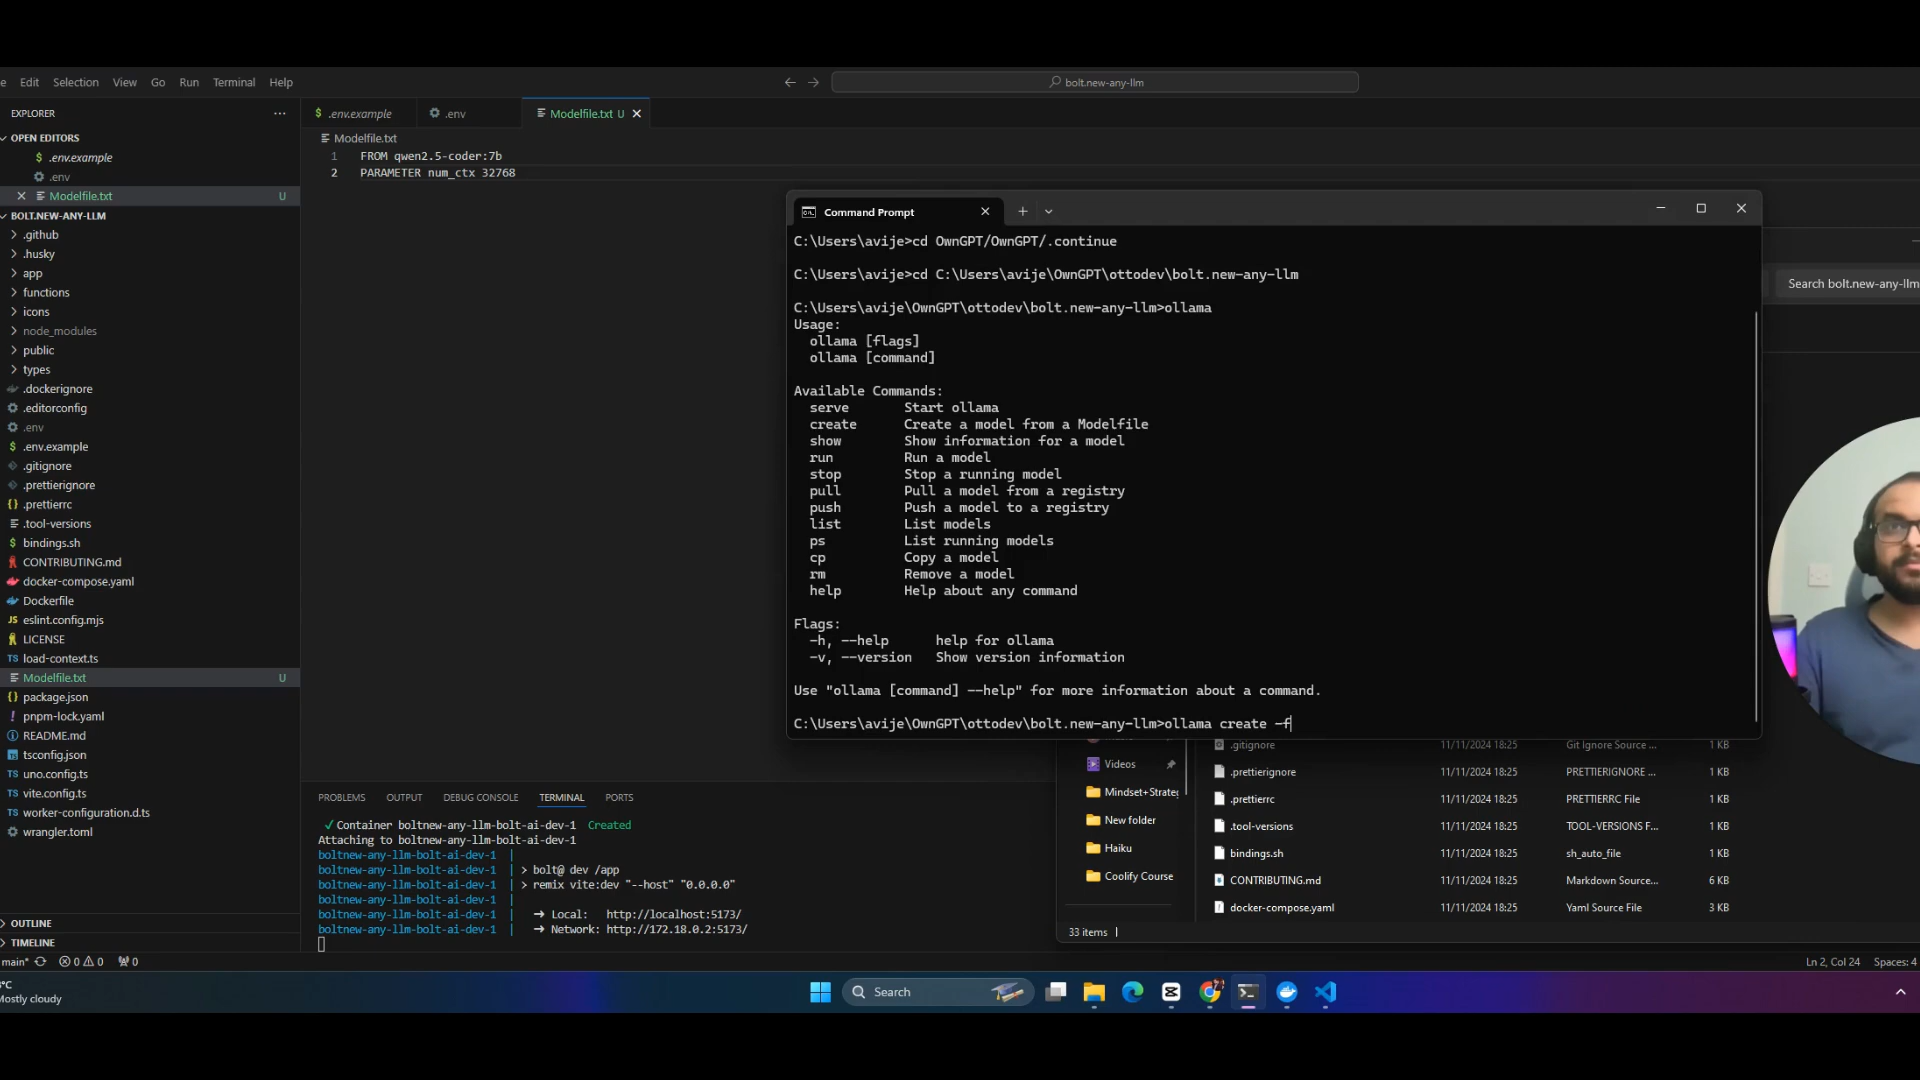 Edit Selection View Go Run Terminal Help
bolt.new-any-llm
EXPLORER
OPEN EDITORS
.env.example
.env
Modelfile.txt U
BOLT.NEW-ANY-LLM
.github
.husky
app
functions
icons
node_modules
public
types
.dockerignore
.editorconfig
.env
.env.example
.gitignore
.prettierignore
.prettierrc
.tool-versions
bindings.sh
CONTRIBUTING.md
docker-compose.yaml
Dockerfile
eslint.config.mjs
LICENSE
load-context.ts
Modelfile.txt U
package.json
pnpm-lock.yaml
README.md
tsconfig.json
uno.config.ts
vite.config.ts
worker-configuration.d.ts
wrangler.toml
OUTLINE
TIMELINE
.env.example .env Modelfile.txt U
Modelfile.txt
1 FROM qwen2.5-coder:7b
2 PARAMETER num_ctx 32768
Command Prompt
C:\Users\avije>cd OwnGPT/OwnGPT/.continue
C:\Users\avije>cd C:\Users\avije\OwnGPT\ottodev\bolt.new-any-llm
C:\Users\avije\OwnGPT\ottodev\bolt.new-any-llm>ollama
Usage:
ollama [flags]
ollama [command]
Available Commands:
serve Start ollama
create Create a model from a Modelfile
show Show information for a model
run Run a model
stop Stop a running model
pull Pull a model from a registry
push Push a model to a registry
list List models
ps List running models
cp Copy a model
rm Remove a model
help Help about any command
Flags:
-h, --help help for ollama
-v, --version Show version information
Use "ollama [command] --help" for more information about a command.
C:\Users\avije\OwnGPT\ottodev\bolt.new-any-llm>ollama create -f
Search bolt.new-any-llm
PROBLEMS OUTPUT DEBUG CONSOLE TERMINAL PORTS
✓Container boltnew-any-llm-bolt-ai-dev-1 Created
Attaching to boltnew-any-llm-bolt-ai-dev-1
boltnew-any-llm-bolt-ai-dev-1 |
boltnew-any-llm-bolt-ai-dev-1 | > bolt@ dev /app
boltnew-any-llm-bolt-ai-dev-1 | > remix vite:dev "--host" "0.0.0.0"
boltnew-any-llm-bolt-ai-dev-1 |
boltnew-any-llm-bolt-ai-dev-1 | ➜ Local: http://localhost:5173/
boltnew-any-llm-bolt-ai-dev-1 | ➜ Network: http://172.18.0.2:5173/
Videos
Mindset+Strate
New folder
Haiku
Coolify Course
.gitignore 11/11/2024 18:25 Git Ignore Source ... 1 KB
.prettierignore 11/11/2024 18:25 PRETTIERIGNORE ... 1 KB
.prettierrc 11/11/2024 18:25 PRETTIERRC File 1 KB
.tool-versions 11/11/2024 18:25 TOOL-VERSIONS F... 1 KB
bindings.sh 11/11/2024 18:25 sh_auto_file 1 KB
CONTRIBUTING.md 11/11/2024 18:25 Markdown Source... 6 KB
docker-compose.yaml 11/11/2024 18:25 Yaml Source File 3 KB
33 items
main* 0 0 0
Ln 2, Col 24 Spaces: 4
°C
Mostly cloudy
Search